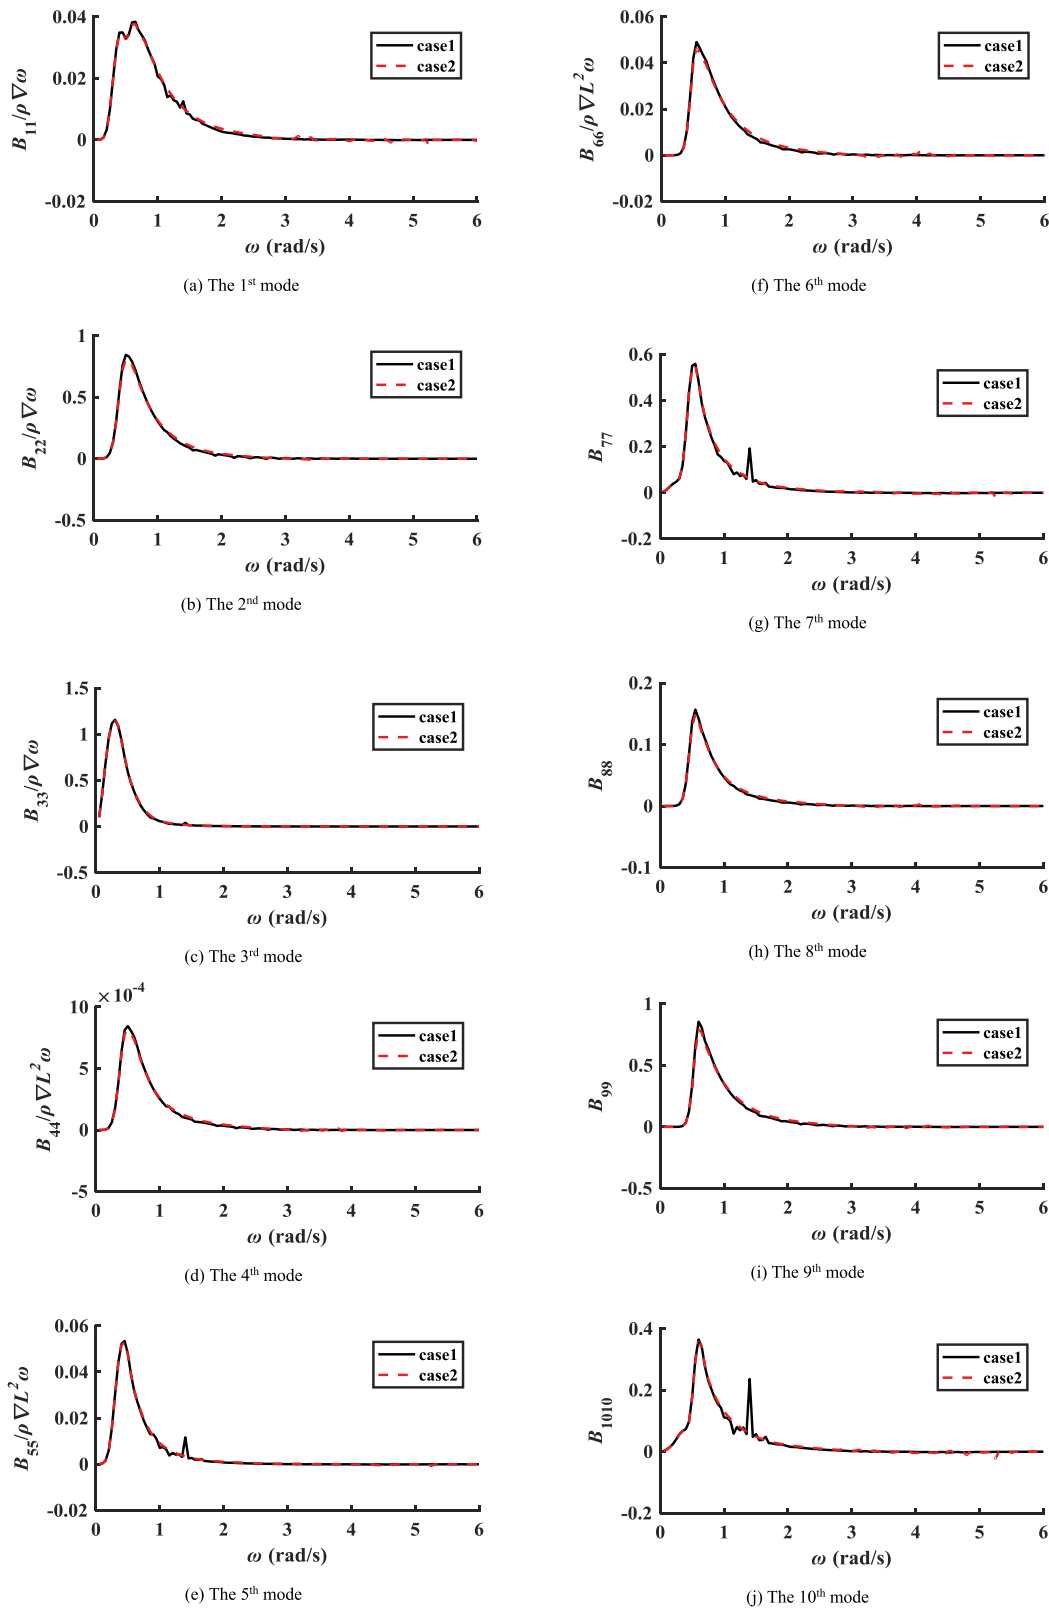 0.04
0.02
0
-0.02
B₁₁/ρ∇ω
case1
case2
0 1 2 3 4 5 6
ω (rad/s)
(a) The 1ˢᵗ mode
1
0.5
0
-0.5
B₂₂/ρ∇ω
case1
case2
0 1 2 3 4 5 6
ω (rad/s)
(b) The 2ⁿᵈ mode
1.5
1
0.5
0
-0.5
B₃₃/ρ∇ω
case1
case2
0 1 2 3 4 5 6
ω (rad/s)
(c) The 3ʳᵈ mode
×10⁻⁴
10
5
0
-5
B₄₄/ρ∇L²ω
case1
case2
0 1 2 3 4 5 6
ω (rad/s)
(d) The 4ᵗʰ mode
0.06
0.04
0.02
0
-0.02
B₅₅/ρ∇L²ω
case1
case2
0 1 2 3 4 5 6
ω (rad/s)
(e) The 5ᵗʰ mode
0.06
0.04
0.02
0
-0.02
B₆₆/ρ∇L²ω
case1
case2
0 1 2 3 4 5 6
ω (rad/s)
(f) The 6ᵗʰ mode
0.6
0.4
0.2
0
-0.2
B₇₇
case1
case2
0 1 2 3 4 5 6
ω (rad/s)
(g) The 7ᵗʰ mode
0.2
0.1
0
-0.1
B₈₈
case1
case2
0 1 2 3 4 5 6
ω (rad/s)
(h) The 8ᵗʰ mode
1
0.5
0
-0.5
B₉₉
case1
case2
0 1 2 3 4 5 6
ω (rad/s)
(i) The 9ᵗʰ mode
0.4
0.2
0
-0.2
B₁₀₁₀
case1
case2
0 1 2 3 4 5 6
ω (rad/s)
(j) The 10ᵗʰ mode